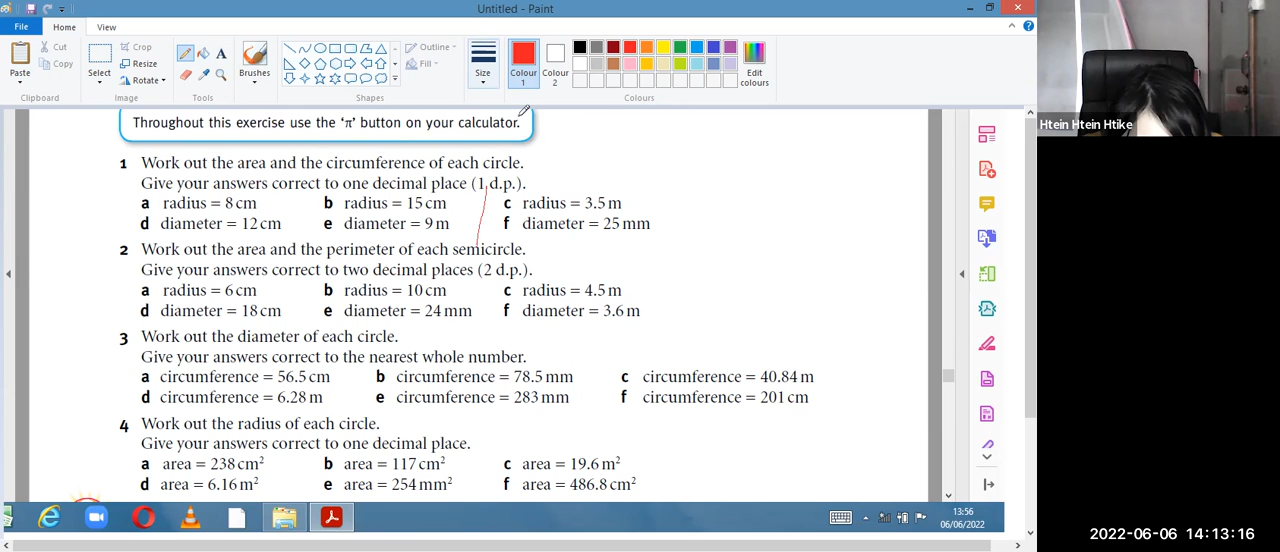 Untitled - Paint
File Home View
Paste
Cut
Copy
Clipboard
Select
Crop
Resize
Rotate
Image
A
Tools
Brushes
Outline
Fill
Shapes
Size
Colour 1
Colour 2
Edit colours
Colours
Throughout this exercise use the ‘π’ button on your calculator.
1 Work out the area and the circumference of each circle.
Give your answers correct to one decimal place (1 d.p.).
a radius = 8 cm b radius = 15 cm c radius = 3.5 m
d diameter = 12 cm e diameter = 9 m f diameter = 25 mm
2 Work out the area and the perimeter of each semicircle.
Give your answers correct to two decimal places (2 d.p.).
a radius = 6 cm b radius = 10 cm c radius = 4.5 m
d diameter = 18 cm e diameter = 24 mm f diameter = 3.6 m
3 Work out the diameter of each circle.
Give your answers correct to the nearest whole number.
a circumference = 56.5 cm b circumference = 78.5 mm c circumference = 40.84 m
d circumference = 6.28 m e circumference = 283 mm f circumference = 201 cm
4 Work out the radius of each circle.
Give your answers correct to one decimal place.
a area = 238 cm² b area = 117 cm² c area = 19.6 m²
d area = 6.16 m² e area = 254 mm² f area = 486.8 cm²
13:56
06/06/2022
Htein Htein Htike
2022-06-06 14:13:16